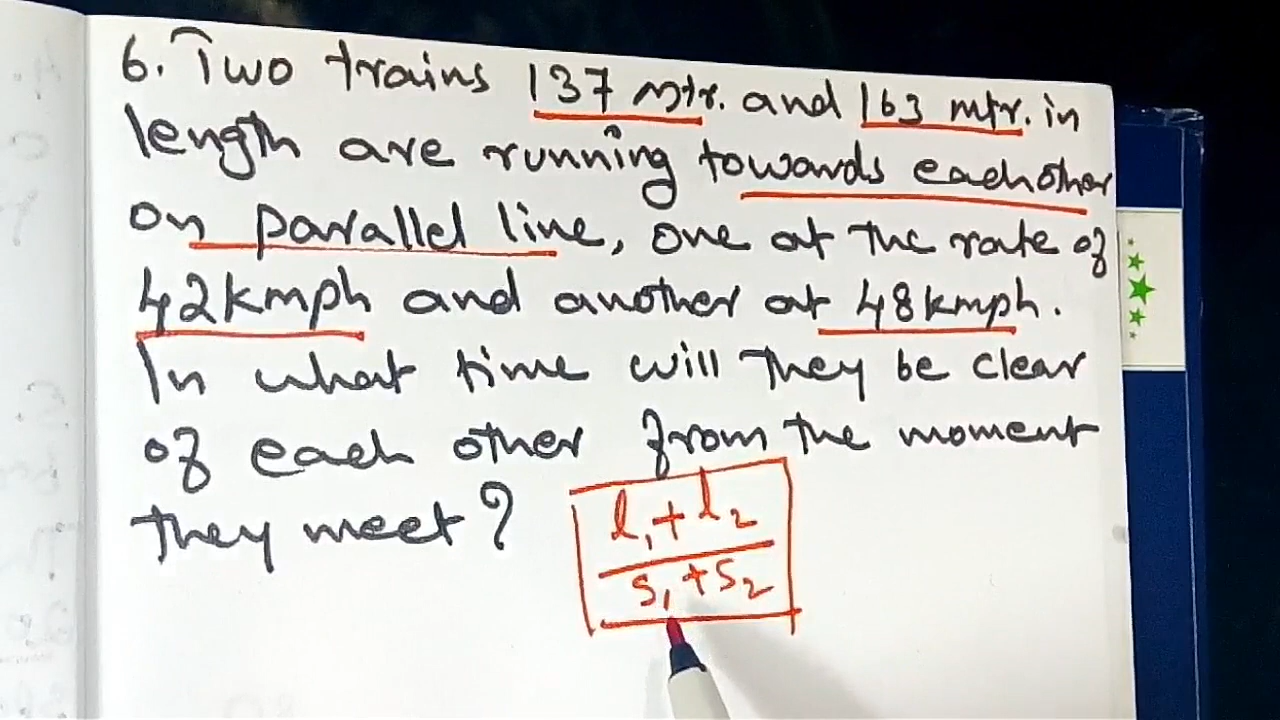 6. Two trains 137 mtr. and 163 mtr. in
length are running towards each other
on parallel line, one at the rate of
42kmph and another at 48kmph.
In what time will they be clear
of each other from the moment
they meet?
l₁+l₂
s₁+s₂